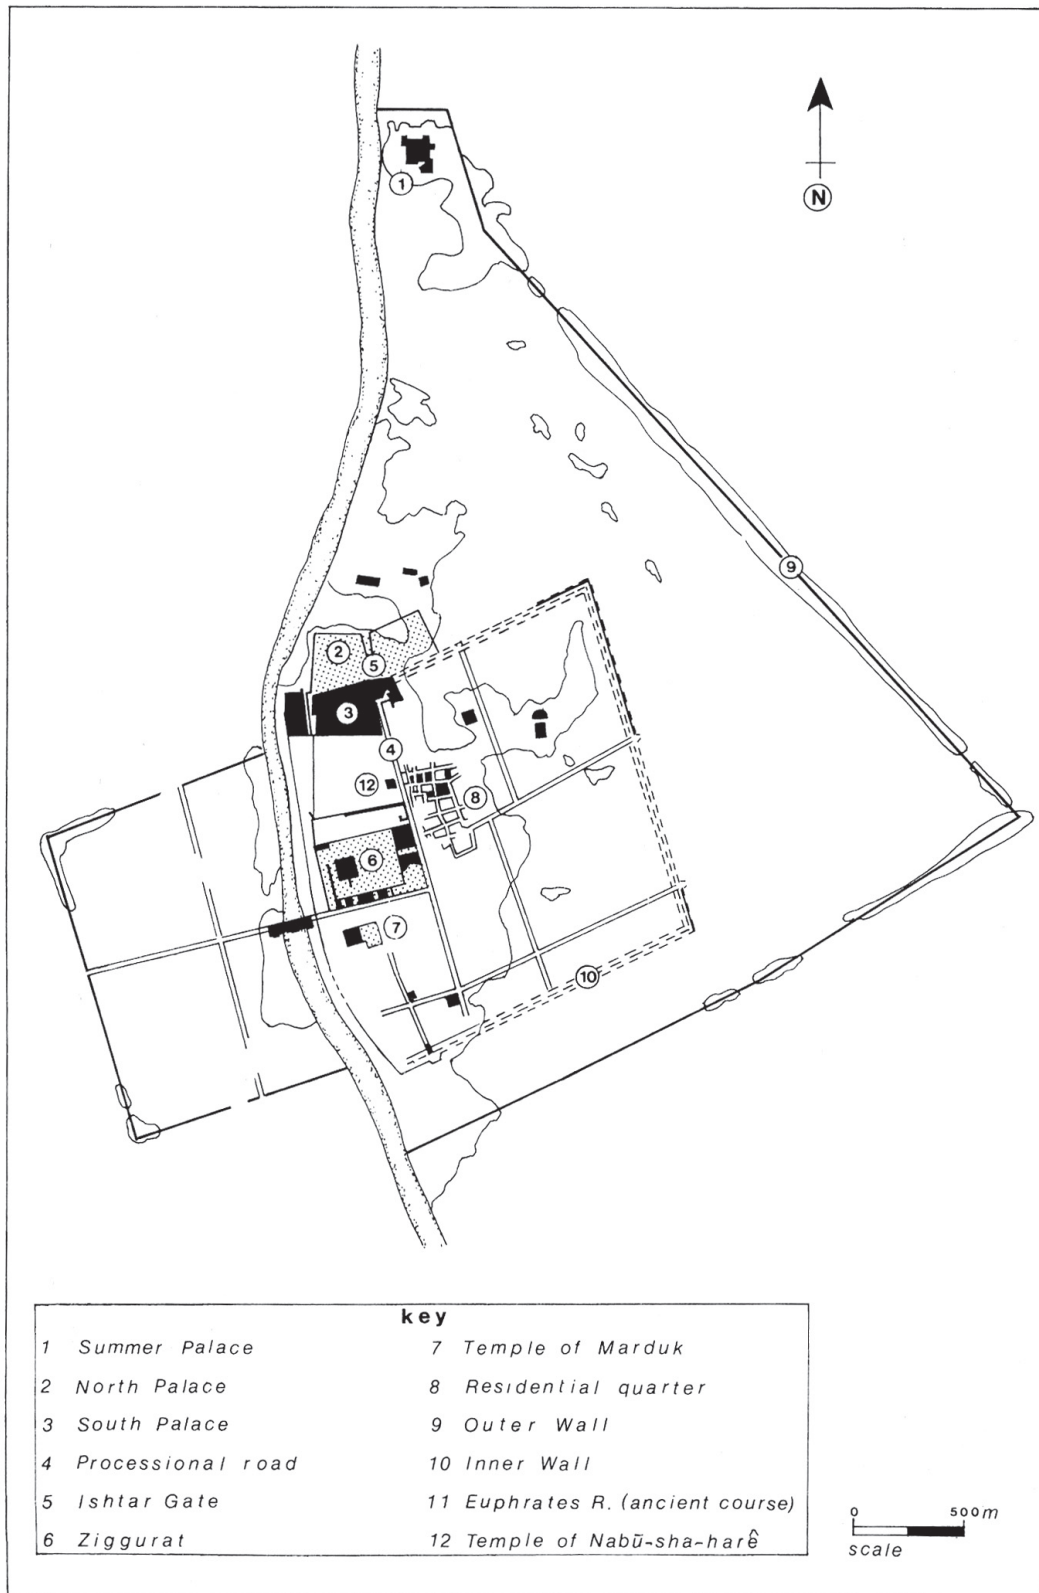 N
1
9
2
5
3
4
12
8
6
7
10
key
1 Summer Palace
2 North Palace
3 South Palace
4 Processional road
5 Ishtar Gate
6 Ziggurat
7 Temple of Marduk
8 Residential quarter
9 Outer Wall
10 Inner Wall
11 Euphrates R. (ancient course)
12 Temple of Nabū-sha-harê
0 500m
scale